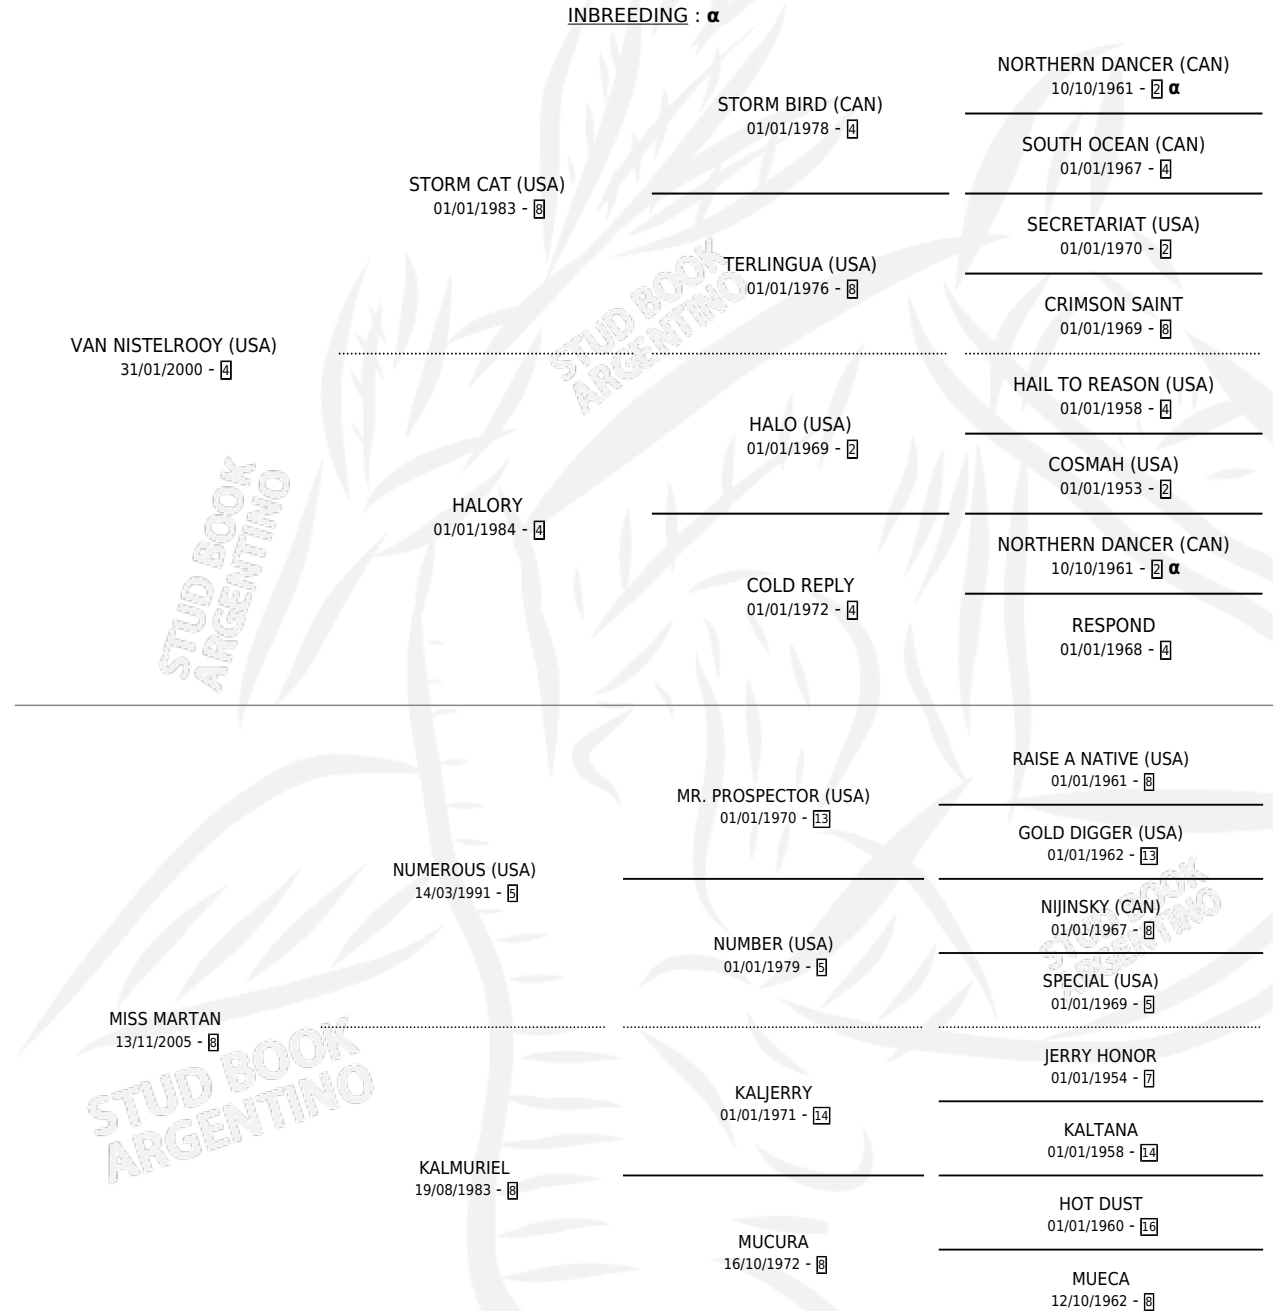 INBREEDING : α
NORTHERN DANCER (CAN)
10/10/1961 - 2 α
STORM BIRD (CAN)
01/01/1978 - 4
SOUTH OCEAN (CAN)
01/01/1967 - 4
STORM CAT (USA)
01/01/1983 - 8
SECRETARIAT (USA)
01/01/1970 - 2
TERLINGUA (USA)
01/01/1976 - 8
CRIMSON SAINT
01/01/1969 - 8
VAN NISTELROOY (USA)
31/01/2000 - 4
HAIL TO REASON (USA)
01/01/1958 - 4
HALO (USA)
01/01/1969 - 2
COSMAH (USA)
01/01/1953 - 2
HALORY
01/01/1984 - 4
NORTHERN DANCER (CAN)
10/10/1961 - 2 α
COLD REPLY
01/01/1972 - 4
RESPOND
01/01/1968 - 4
RAISE A NATIVE (USA)
01/01/1961 - 8
MR. PROSPECTOR (USA)
01/01/1970 - 13
GOLD DIGGER (USA)
01/01/1962 - 13
NUMEROUS (USA)
14/03/1991 - 5
NIJINSKY (CAN)
01/01/1967 - 8
NUMBER (USA)
01/01/1979 - 5
SPECIAL (USA)
01/01/1969 - 5
MISS MARTAN
13/11/2005 - 8
JERRY HONOR
01/01/1954 - 7
KALJERRY
01/01/1971 - 14
KALTANA
01/01/1958 - 14
KALMURIEL
19/08/1983 - 8
HOT DUST
01/01/1960 - 16
MUCURA
16/10/1972 - 8
MUECA
12/10/1962 - 8
STUD BOOK
ARGENTINO
STUD BOOK
ARGENTINO
STUD BOOK
ARGENTINO
STUD BOOK
ARGENTINO